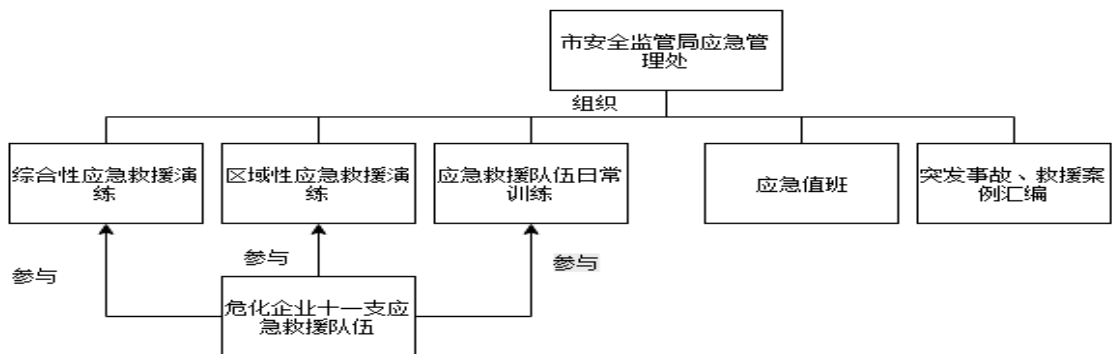 市安全监管局应急管
理处
组织
综合性应急救援演
练
区域性应急救援演
练
应急救援队伍日常
训练
应急值班
突发事故、救援案
例汇编
参与
参与
参与
危化企业十一支应
急救援队伍